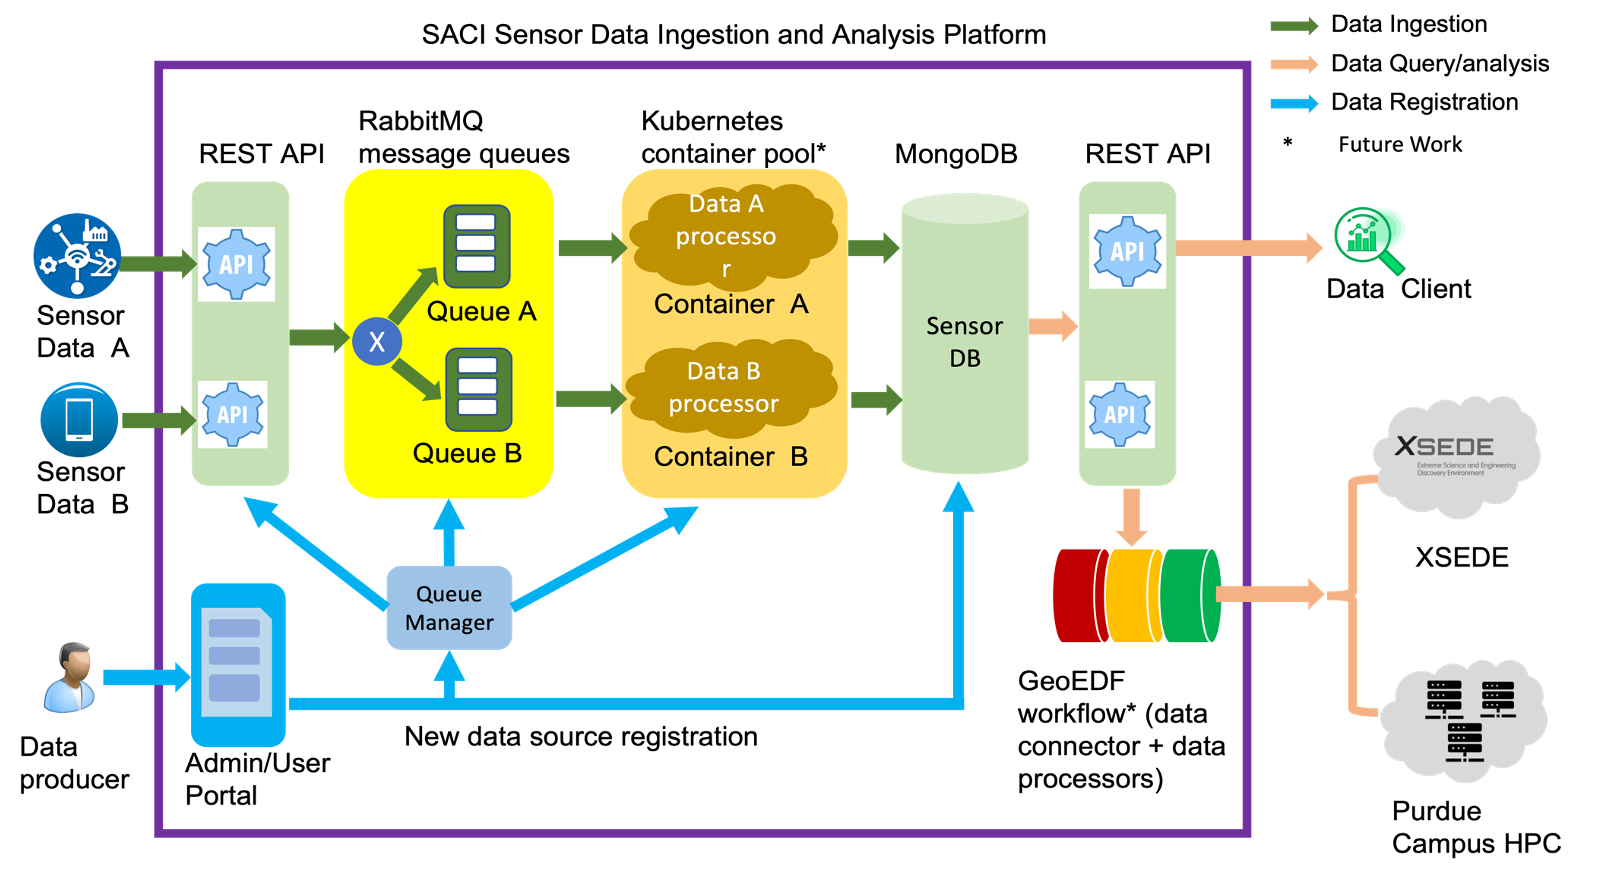 SACI Sensor Data Ingestion and Analysis Platform
Data Ingestion
Data Query/analysis
Data Registration
* Future Work
REST API
RabbitMQ
message queues
Kubernetes
container pool*
MongoDB
REST API
API
API
Sensor
Data A
Sensor
Data B
X
Queue A
Queue B
Data A
processo
r
Container A
Data B
processor
Container B
Sensor
DB
API
API
Data Client
XSEDE
Extreme Science and Engineering
Discovery Environment
XSEDE
Queue
Manager
Data
producer
Admin/User
Portal
New data source registration
GeoEDF
workflow* (data
connector + data
processors)
Purdue
Campus HPC